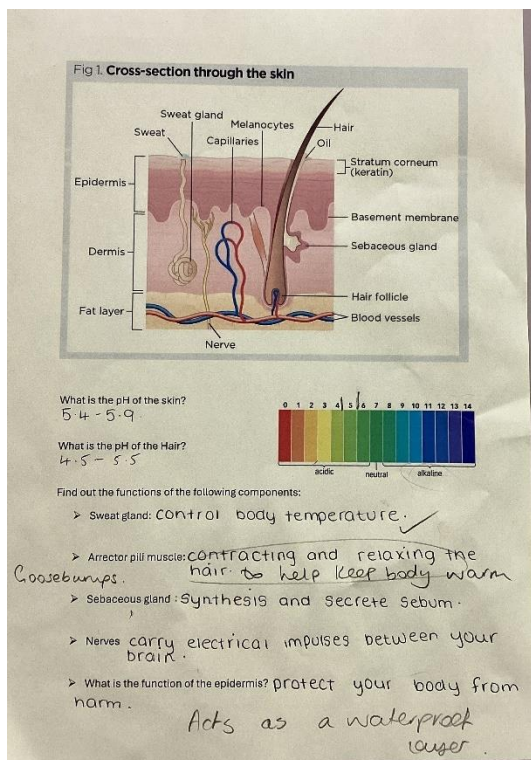 Fig 1. Cross-section through the skin
Sweat gland
Melanocytes
Sweat
Capillaries
Hair
Oil
Stratum corneum
(keratin)
Epidermis
Basement membrane
Dermis
Sebaceous gland
Hair follicle
Fat layer
Blood vessels
Nerve
What is the pH of the skin?
5.4 - 5.9
0 1 2 3 4 5 6 7 8 9 10 11 12 13 14
What is the pH of the Hair?
4.5 - 5.5
acidic neutral alkaline
Find out the functions of the following components:
➤ Sweat gland: control body temperature.
➤ Arrector pili muscle: contracting and relaxing the
Goosebumps. hair. to help keep body warm
➤ Sebaceous gland: Synthesis and secrete sebum.
➤ Nerves carry electrical impulses between your
brain.
➤ What is the function of the epidermis? protect your body from
harm.
Acts as a waterproof
layer.